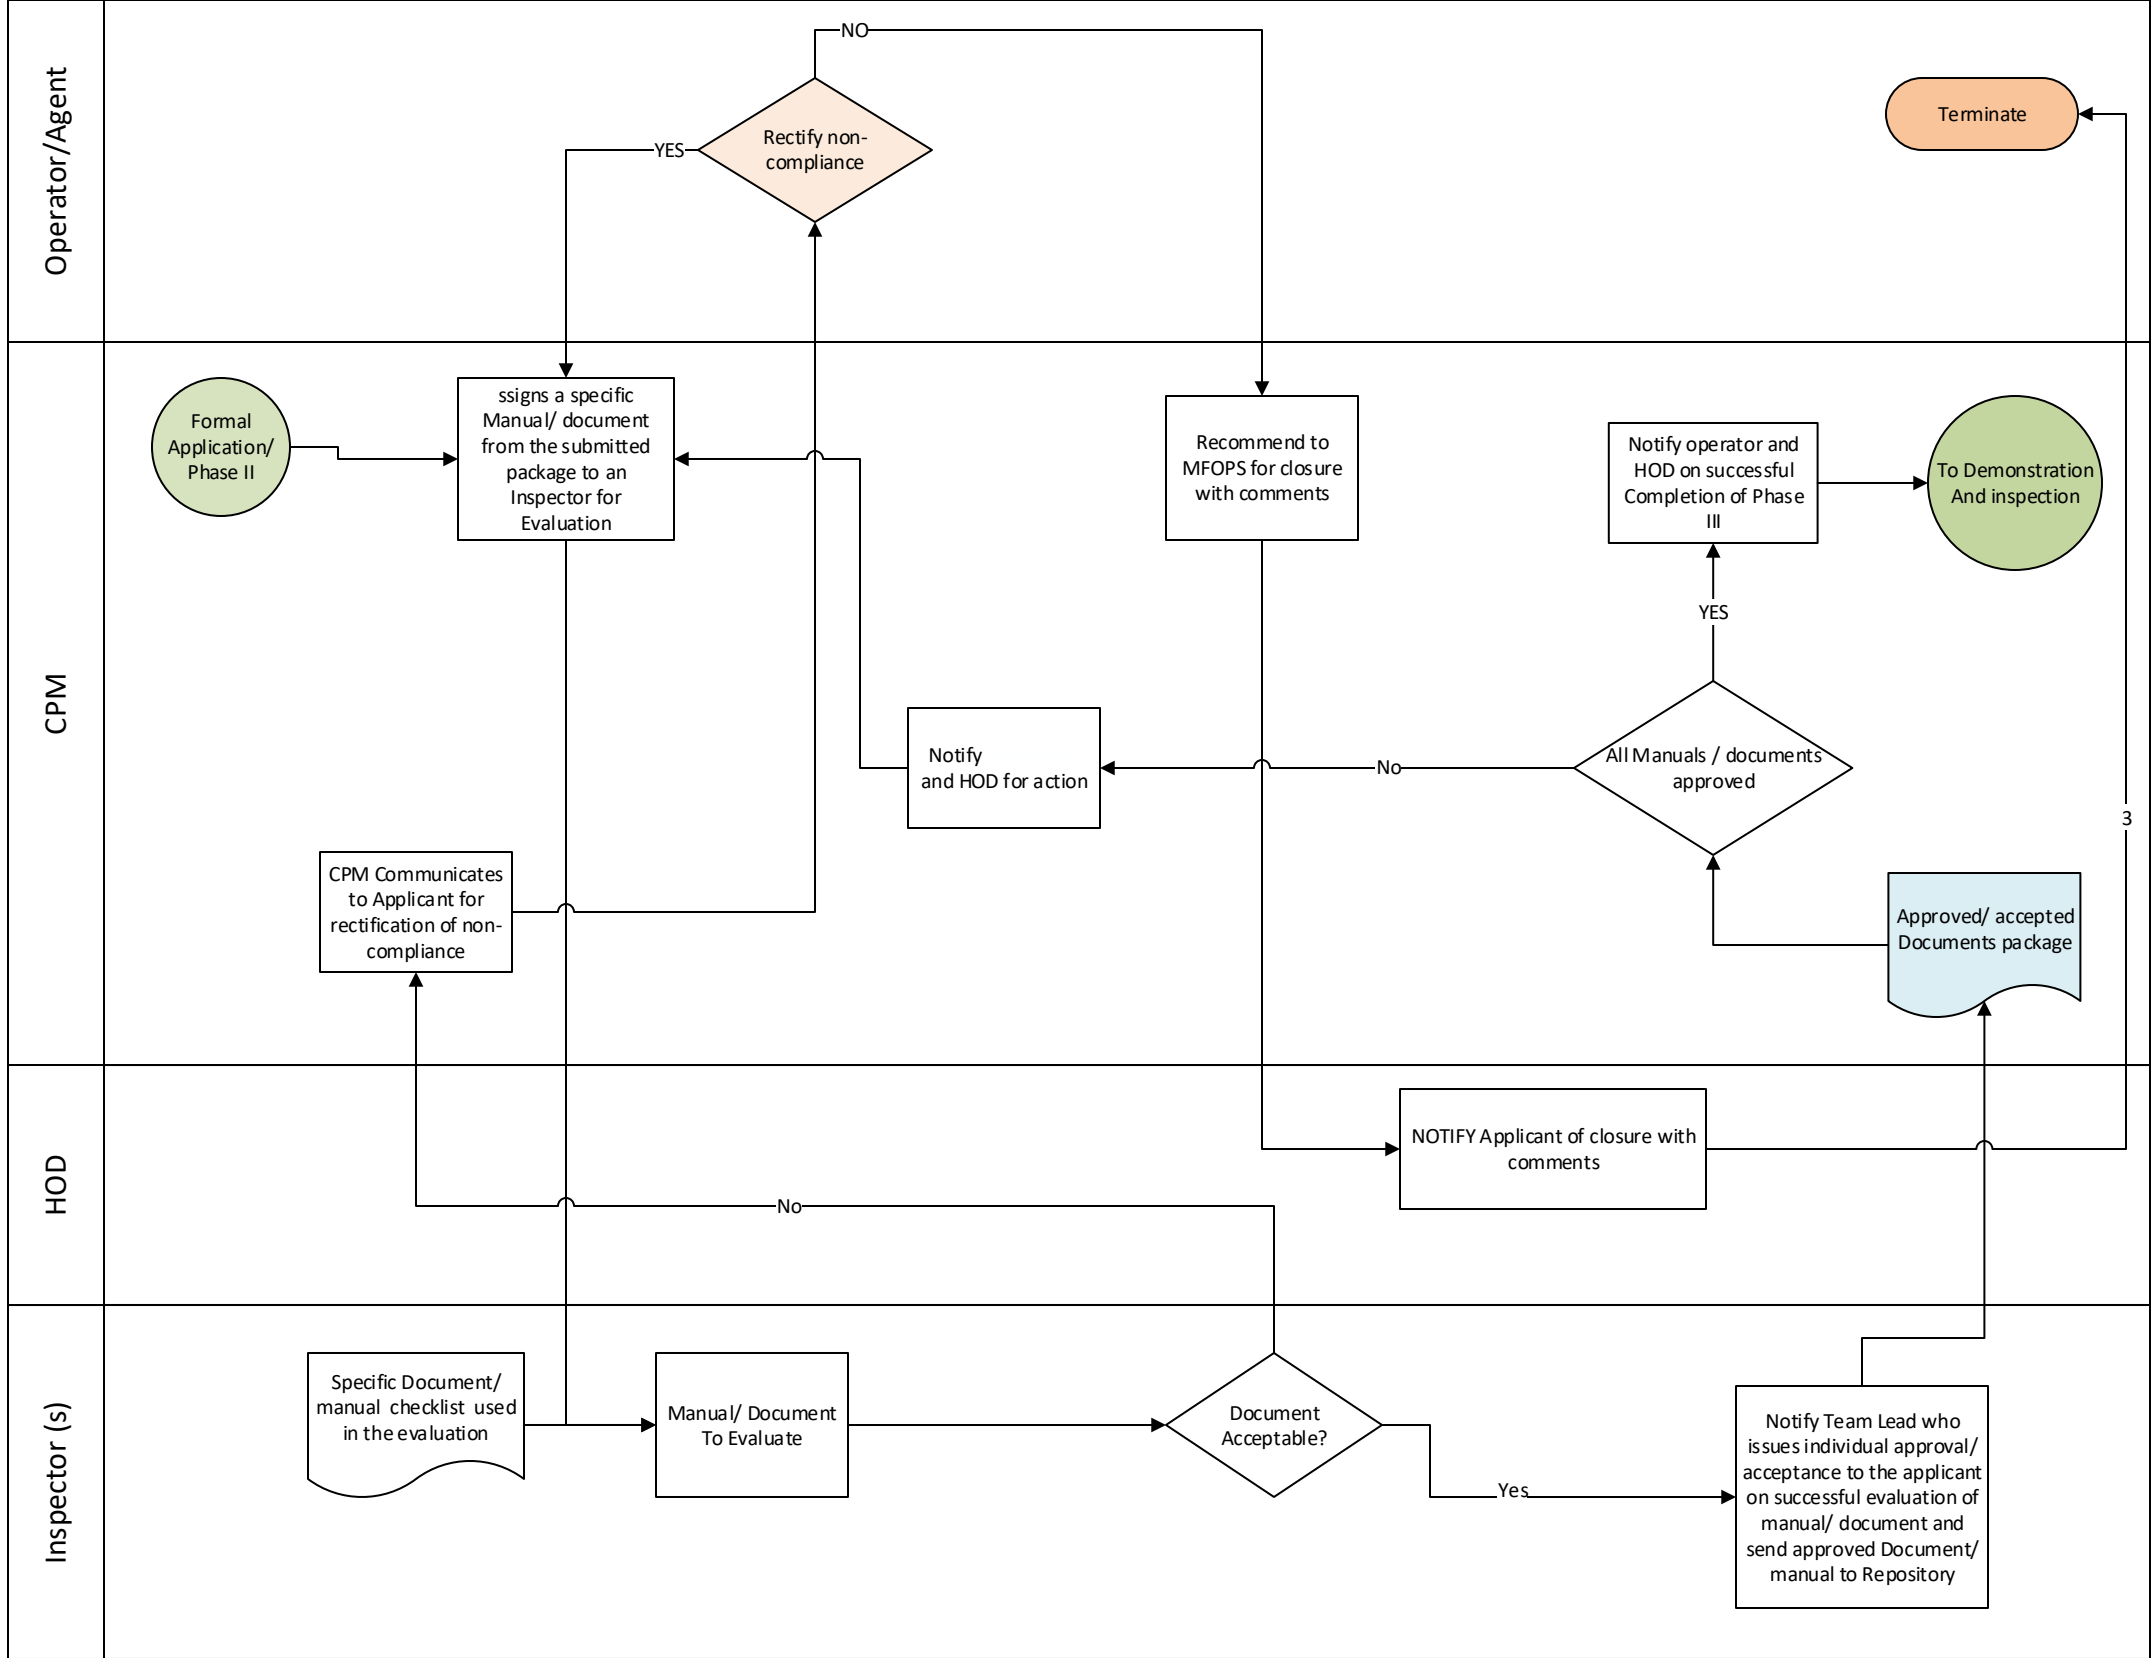 Operator/Agent
NO
Rectify non-
compliance
YES
Terminate
CPM
Formal
Application/
Phase II
ssigns a specific
Manual/ document
from the submitted
package to an
Inspector for
Evaluation
Recommend to
MFOPS for closure
with comments
Notify operator and
HOD on successful
Completion of Phase
III
To Demonstration
And inspection
YES
Notify
and HOD for action
No
All Manuals / documents
approved
3
CPM Communicates
to Applicant for
rectification of non-
compliance
Approved/ accepted
Documents package
HOD
NOTIFY Applicant of closure with
comments
No
Inspector (s)
Specific Document/
manual checklist used
in the evaluation
Manual/ Document
To Evaluate
Document
Acceptable?
Yes
Notify Team Lead who
issues individual approval/
acceptance to the applicant
on successful evaluation of
manual/ document and
send approved Document/
manual to Repository